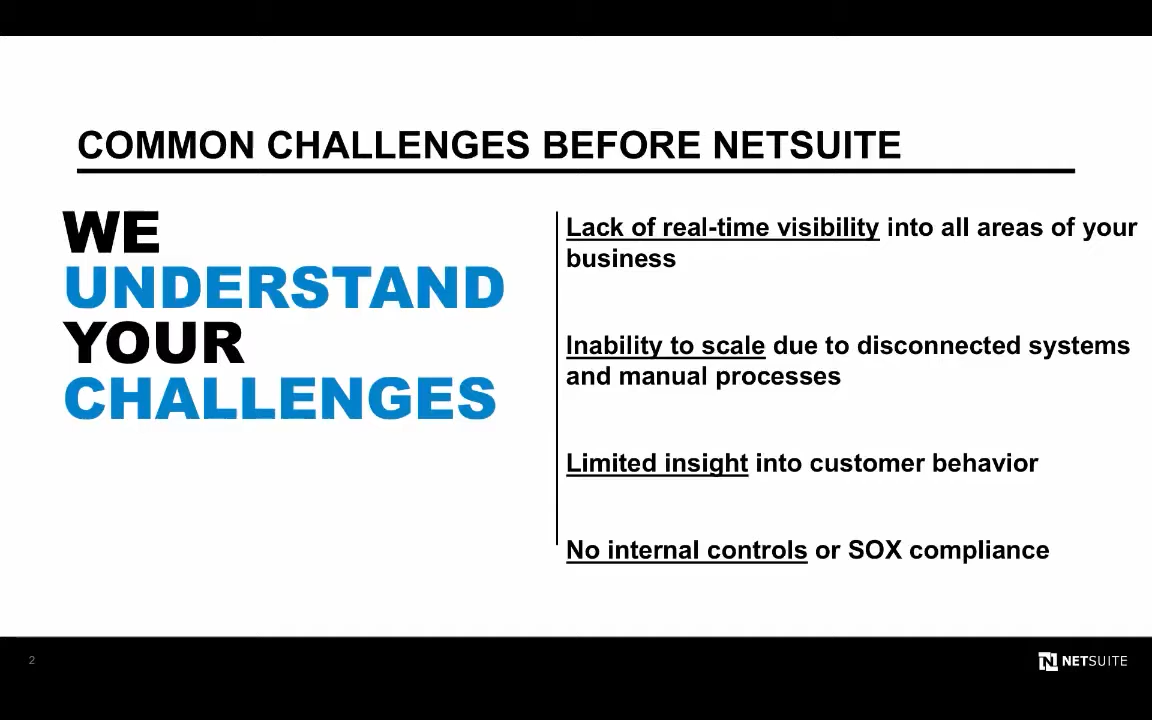 COMMON CHALLENGES BEFORE NETSUITE
WE
UNDERSTAND
YOUR
CHALLENGES
Lack of real-time visibility into all areas of your
business
Inability to scale due to disconnected systems
and manual processes
Limited insight into customer behavior
No internal controls or SOX compliance
2
NETSUITE